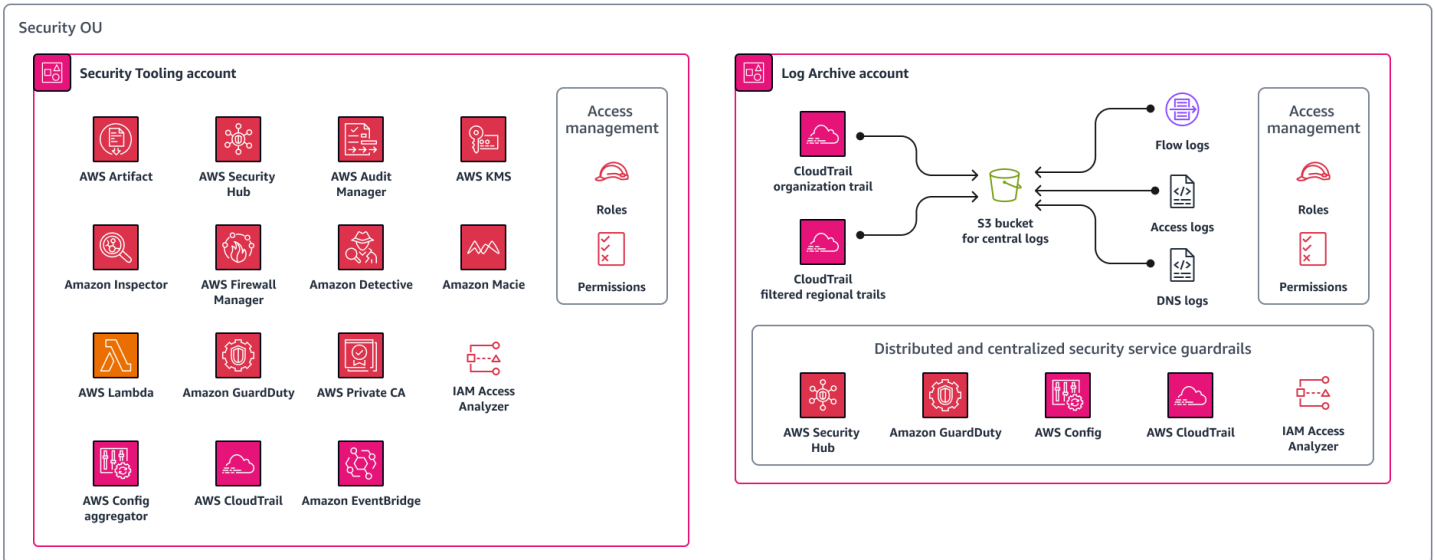 Security OU
Security Tooling account
AWS Artifact
AWS Security
Hub
AWS Audit
Manager
AWS KMS
Amazon Inspector
AWS Firewall
Manager
Amazon Detective
Amazon Macie
AWS Lambda
Amazon GuardDuty
AWS Private CA
IAM Access
Analyzer
AWS Config
aggregator
AWS CloudTrail
Amazon EventBridge
Access
management
Roles
Permissions
Log Archive account
CloudTrail
organization trail
CloudTrail
filtered regional trails
S3 bucket
for central logs
Flow logs
Access logs
DNS logs
Access
management
Roles
Permissions
Distributed and centralized security service guardrails
AWS Security
Hub
Amazon GuardDuty
AWS Config
AWS CloudTrail
IAM Access
Analyzer